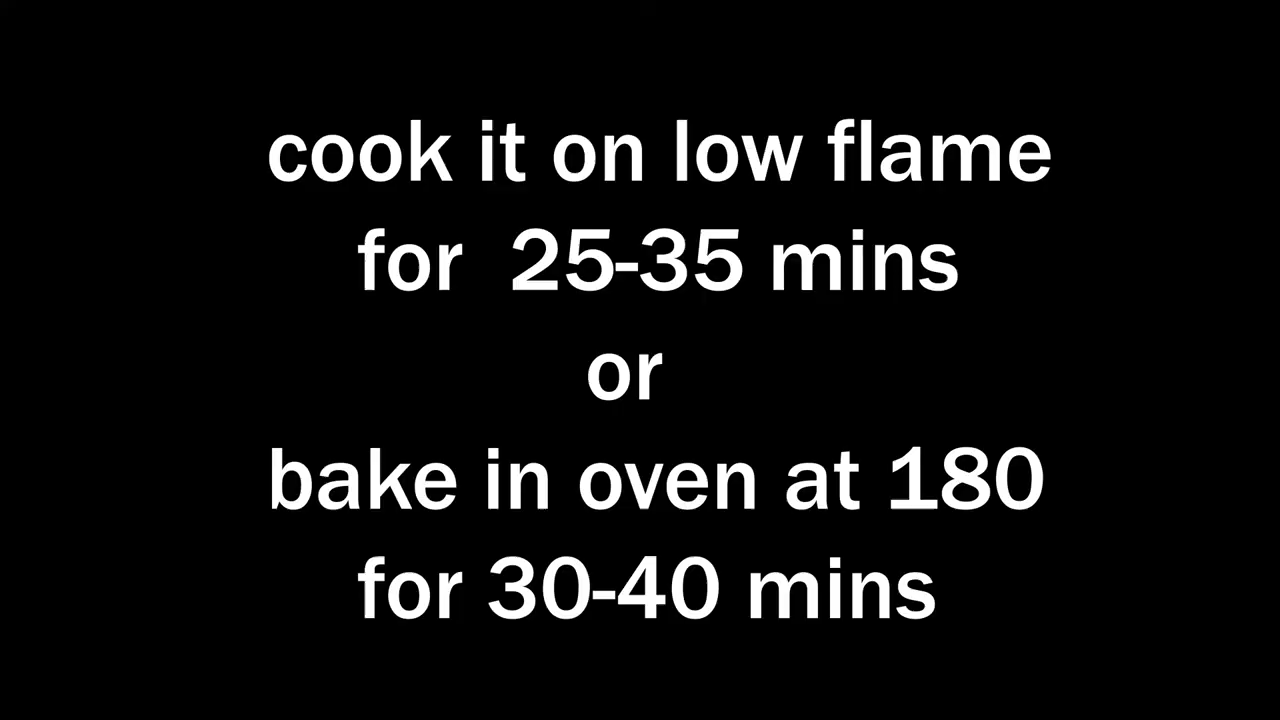 cook it on low flame
for 25-35 mins
or
bake in oven at 180
for 30-40 mins